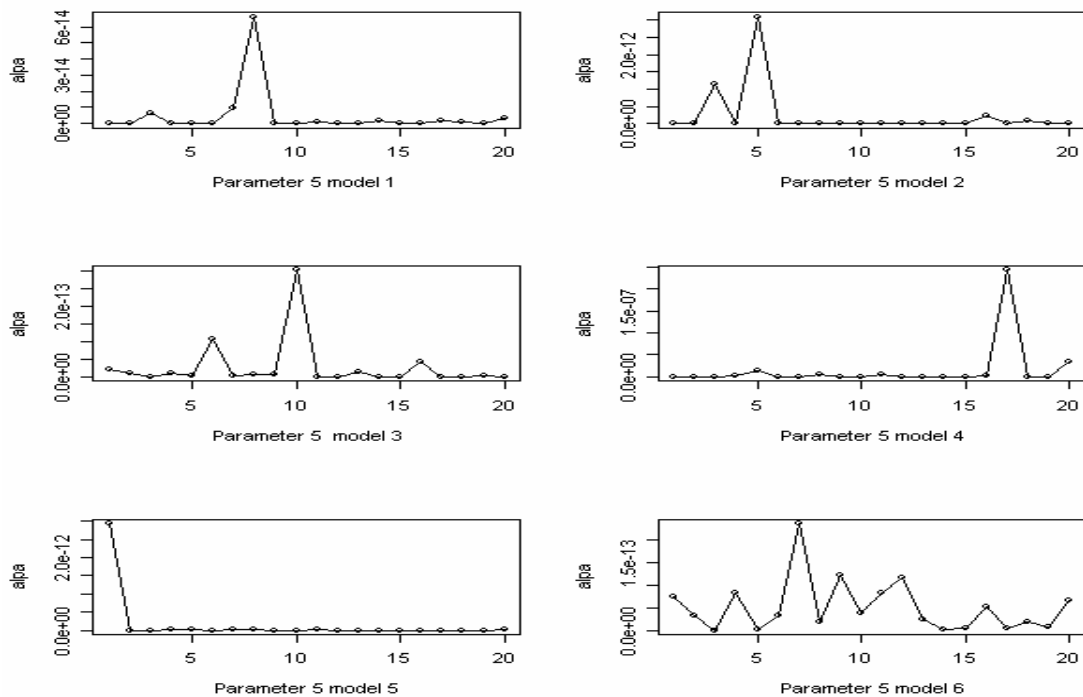 alpa
6e-14
3e-14
0e+00
5
10
15
20
Parameter 5 model 1
alpa
2.0e-12
0.0e+00
5
10
15
20
Parameter 5 model 2
alpa
2.0e-13
0.0e+00
5
10
15
20
Parameter 5 model 3
alpa
1.5e-07
0.0e+00
5
10
15
20
Parameter 5 model 4
alpa
2.0e-12
0.0e+00
5
10
15
20
Parameter 5 model 5
alpa
1.5e-13
0.0e+00
5
10
15
20
Parameter 5 model 6